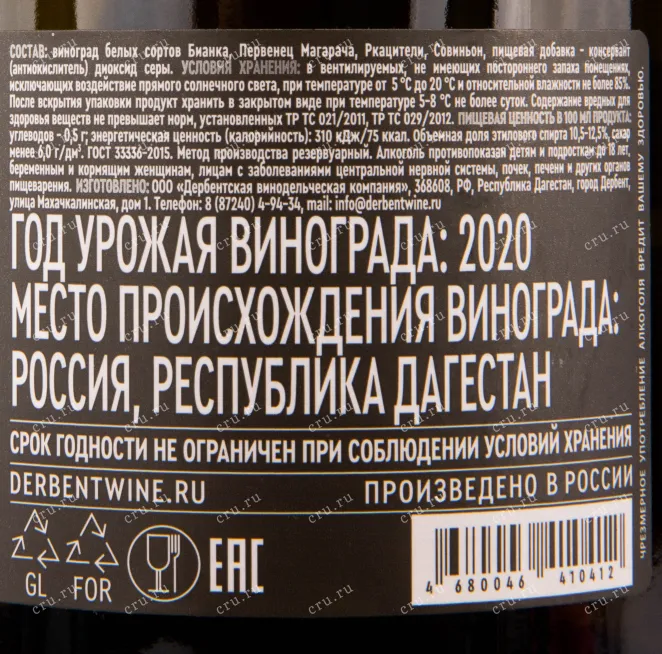 СОСТАВ: виноград белых сортов Бианка, Первенец Магарача, Ркацители, Совиньон, пищевая добавка - консервант
(антиокислитель) диоксид серы. УСЛОВИЯ ХРАНЕНИЯ: в вентилируемых, не имеющих постороннего запаха помещениях,
исключающих воздействие прямого солнечного света, при температуре от 5 °С до 20 °С и относительной влажности не более 85%.
После вскрытия упаковки продукт хранить в закрытом виде при температуре 5-8 °С не более суток. Содержание вредных для
здоровья веществ не превышает норм, установленных ТР ТС 021/2011, ТР ТС 029/2012. ПИЩЕВАЯ ЦЕННОСТЬ В 100 МЛ ПРОДУКТА:
углеводов - 0,5 г; энергетическая ценность (калорийность): 310 кДж/75 ккал. Объемная доля этилового спирта 10,5-12,5%, сахар
менее 6,0 г/дм³. ГОСТ 33336-2015. Метод производства резервуарный. Алкоголь противопоказан детям и подросткам до 18 лет,
беременным и кормящим женщинам, лицам с заболеваниями центральной нервной системы, почек, печени и других органов
пищеварения. ИЗГОТОВЛЕНО: ООО «Дербентская винодельческая компания», 368608, РФ, Республика Дагестан, город Дербент,
улица Махачкалинская, дом 1. Телефон: 8 (87240) 4-94-34, mail: info@derbentwine.ru
ГОД УРОЖАЯ ВИНОГРАДА: 2020
МЕСТО ПРОИСХОЖДЕНИЯ ВИНОГРАДА:
РОССИЯ, РЕСПУБЛИКА ДАГЕСТАН
СРОК ГОДНОСТИ НЕ ОГРАНИЧЕН ПРИ СОБЛЮДЕНИИ УСЛОВИЙ ХРАНЕНИЯ
DERBENTWINE.RU ПРОИЗВЕДЕНО В РОССИИ
GL FOR EAC
4 680046 410412
ЧРЕЗМЕРНОЕ УПОТРЕБЛЕНИЕ АЛКОГОЛЯ ВРЕДИТ ВАШЕМУ ЗДОРОВЬЮ.
cru.ru